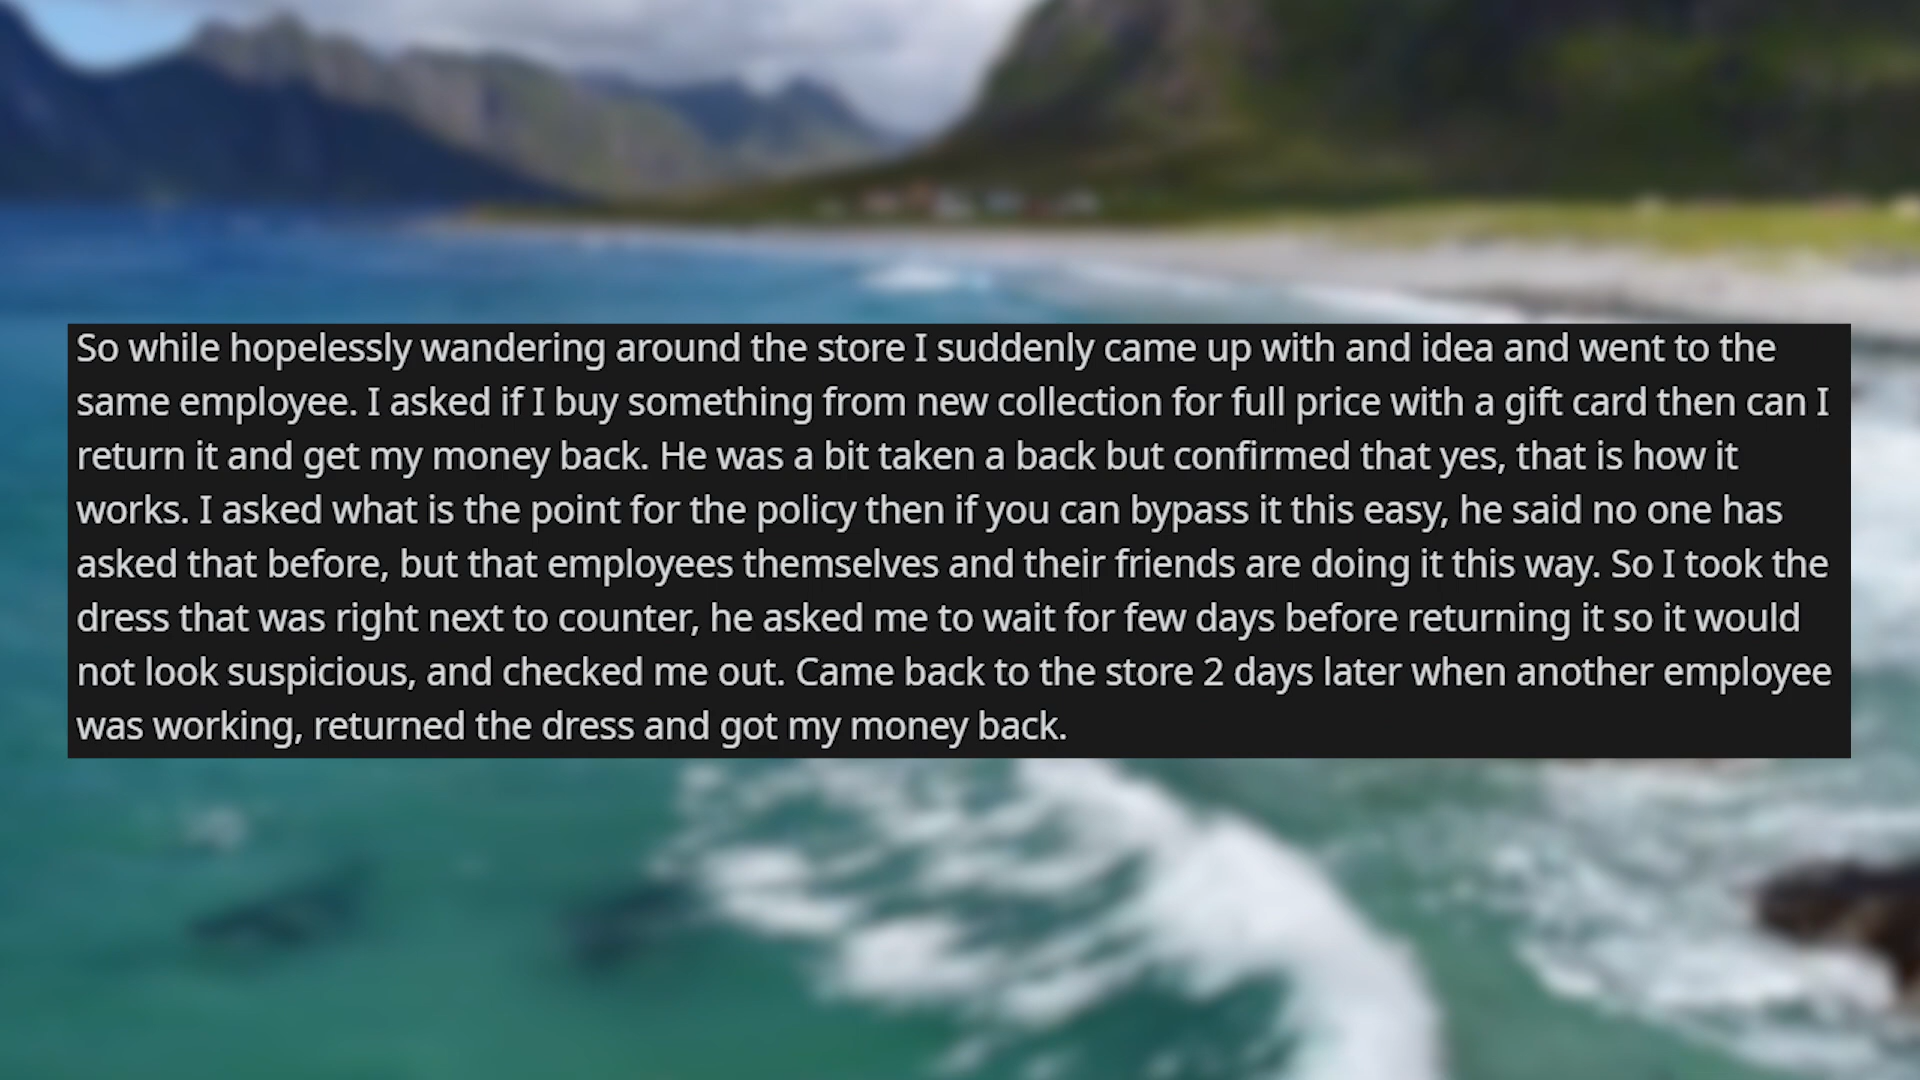 So while hopelessly wandering around the store I suddenly came up with and idea and went to the
same employee. I asked if I buy something from new collection for full price with a gift card then can I
return it and get my money back. He was a bit taken a back but confirmed that yes, that is how it
works. I asked what is the point for the policy then if you can bypass it this easy, he said no one has
asked that before, but that employees themselves and their friends are doing it this way. So I took the
dress that was right next to counter, he asked me to wait for few days before returning it so it would
not look suspicious, and checked me out. Came back to the store 2 days later when another employee
was working, returned the dress and got my money back.